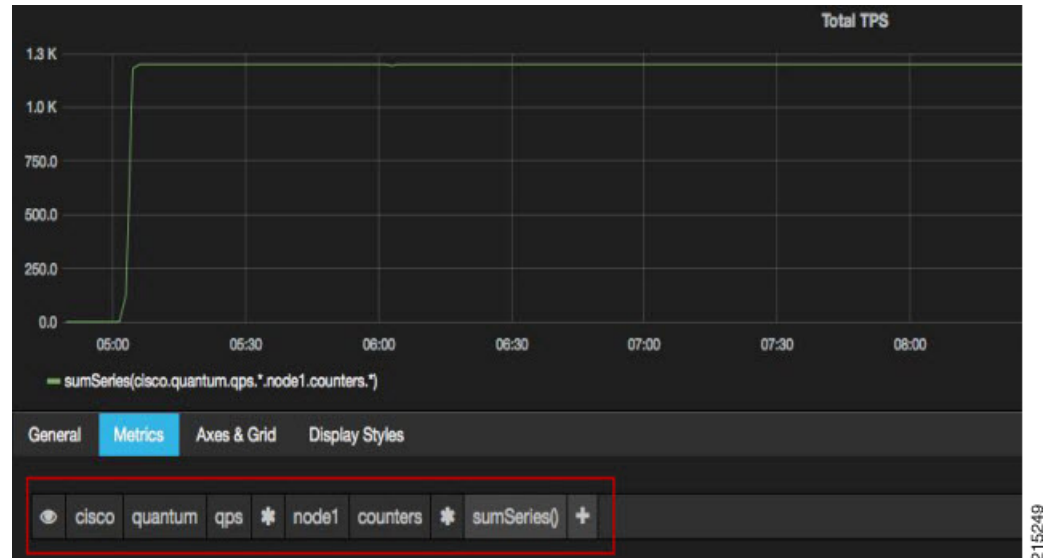 Total TPS
1.3 K
1.0 K
750.0
500.0
250.0
0.0
05:00 05:30 06:00 06:30 07:00 07:30 08:00
sumSeries(cisco.quantum.qps.*.node1.counters.*)
General Metrics Axes & Grid Display Styles
cisco quantum qps * node1 counters * sumSeries() +
215249